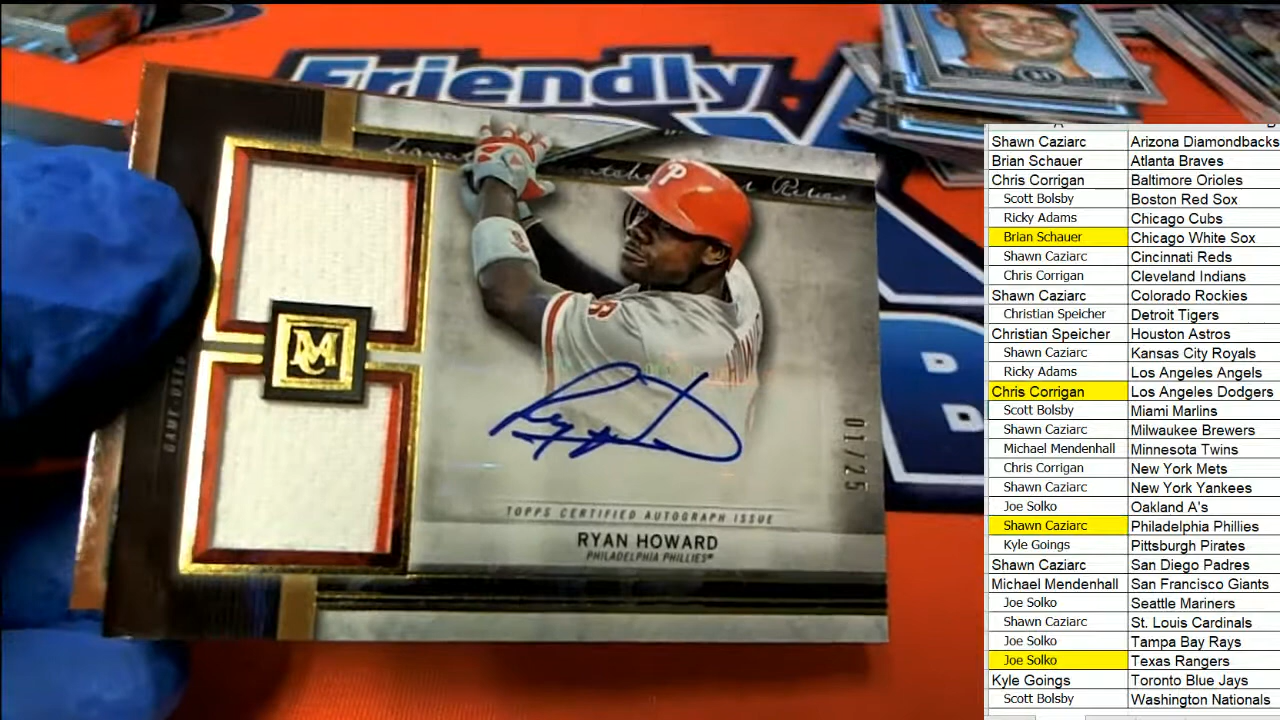 Friendly
P
MC
GAME-USED
Relics
01/25
TOPPS CERTIFIED AUTOGRAPH ISSUE
RYAN HOWARD
PHILADELPHIA PHILLIES®
Shawn Caziarc Arizona Diamondbacks
Brian Schauer Atlanta Braves
Chris Corrigan Baltimore Orioles
Scott Bolsby Boston Red Sox
Ricky Adams Chicago Cubs
Brian Schauer Chicago White Sox
Shawn Caziarc Cincinnati Reds
Chris Corrigan Cleveland Indians
Shawn Caziarc Colorado Rockies
Christian Speicher Detroit Tigers
Christian Speicher Houston Astros
Shawn Caziarc Kansas City Royals
Ricky Adams Los Angeles Angels
Chris Corrigan Los Angeles Dodgers
Scott Bolsby Miami Marlins
Shawn Caziarc Milwaukee Brewers
Michael Mendenhall Minnesota Twins
Chris Corrigan New York Mets
Shawn Caziarc New York Yankees
Joe Solko Oakland A's
Shawn Caziarc Philadelphia Phillies
Kyle Goings Pittsburgh Pirates
Shawn Caziarc San Diego Padres
Michael Mendenhall San Francisco Giants
Joe Solko Seattle Mariners
Shawn Caziarc St. Louis Cardinals
Joe Solko Tampa Bay Rays
Joe Solko Texas Rangers
Kyle Goings Toronto Blue Jays
Scott Bolsby Washington Nationals